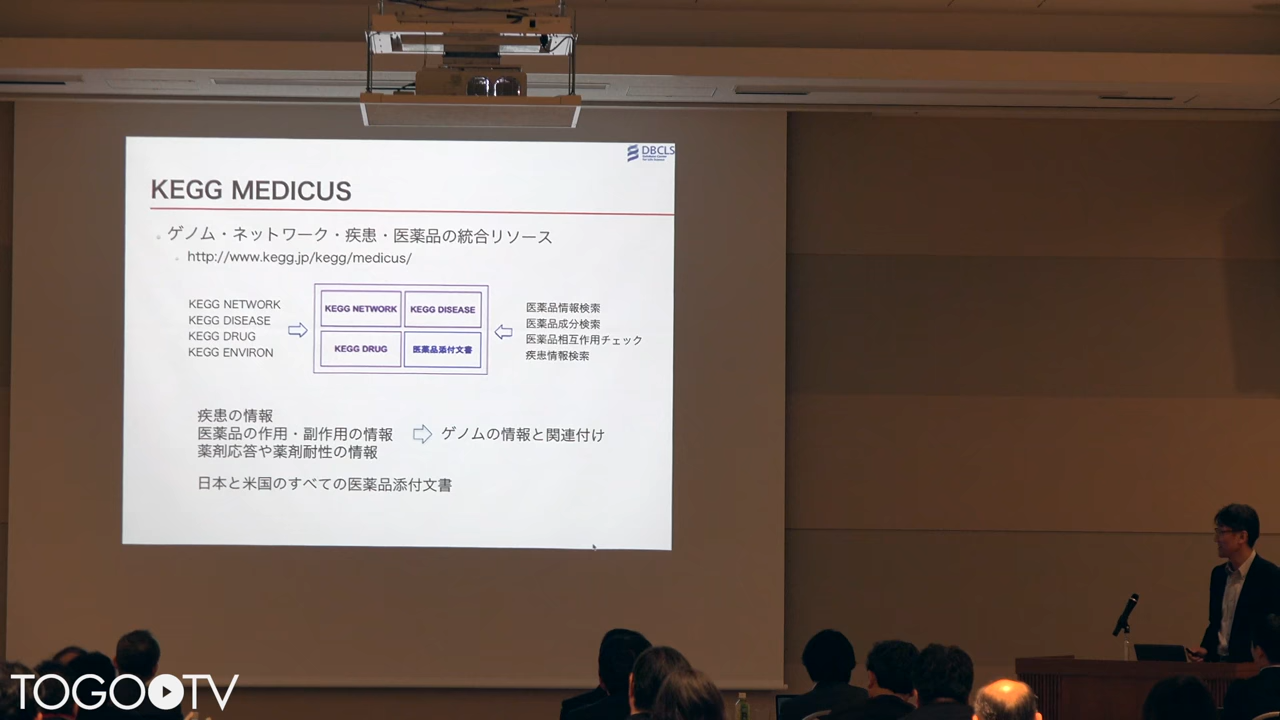 DBCLS
KEGG MEDICUS
ゲノム・ネットワーク・疾患・医薬品の統合リソース
http://www.kegg.jp/kegg/medicus/
KEGG NETWORK
KEGG DISEASE
KEGG DRUG
KEGG ENVIRON
KEGG NETWORK
KEGG DISEASE
KEGG DRUG
医薬品添付文書
医薬品情報検索
医薬品成分検索
医薬品相互作用チェック
疾患情報検索
疾患の情報
医薬品の作用・副作用の情報
薬剤応答や薬剤耐性の情報
ゲノムの情報と関連付け
日本と米国のすべての医薬品添付文書
TOGO TV